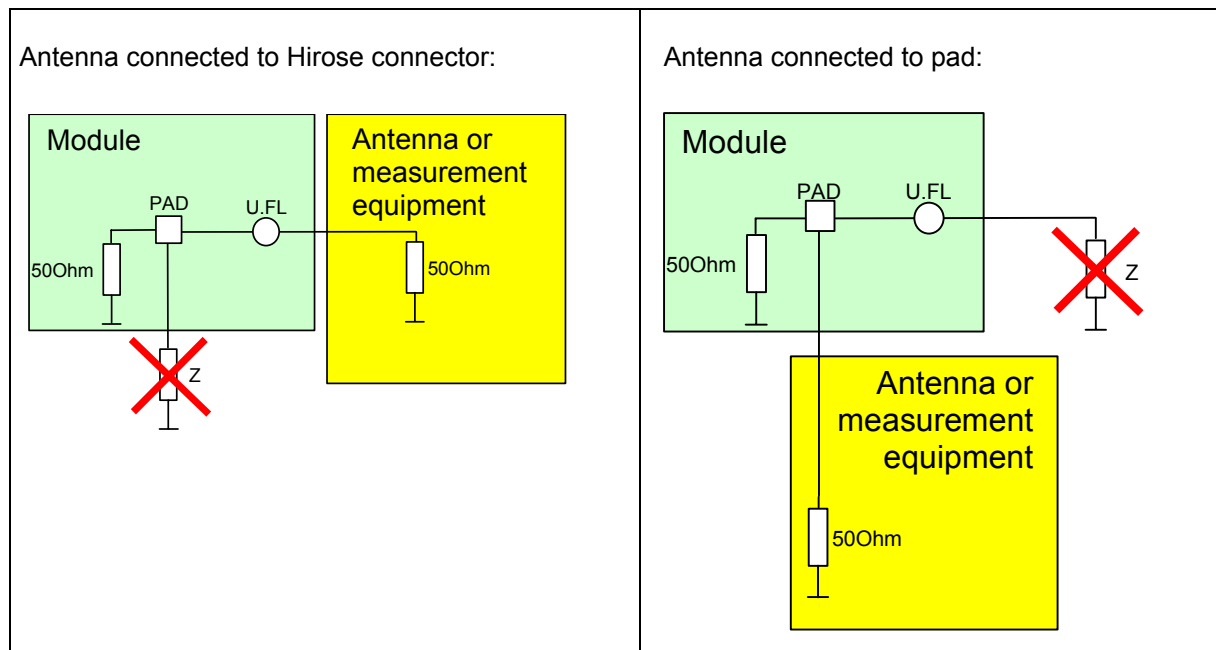 Antenna connected to Hirose connector:
Module
PAD
U.FL
50Ohm
Z
Antenna or
measurement
equipment
50Ohm
Antenna connected to pad:
Module
PAD
U.FL
50Ohm
Z
Antenna or
measurement
equipment
50Ohm